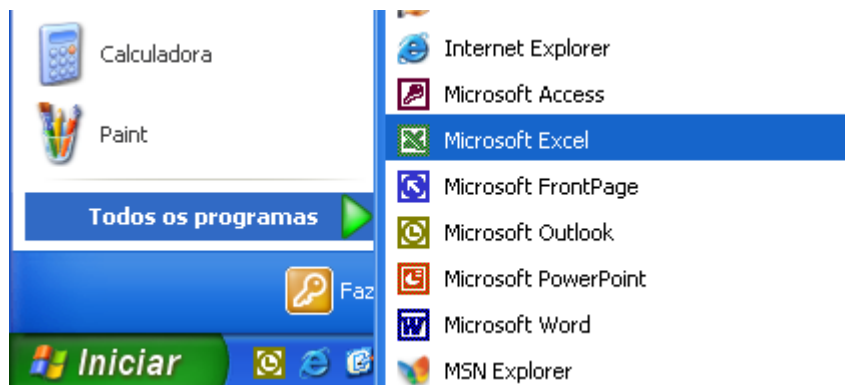 Calculadora
Paint
Todos os programas
Faz
Iniciar
Internet Explorer
Microsoft Access
Microsoft Excel
Microsoft FrontPage
Microsoft Outlook
Microsoft PowerPoint
Microsoft Word
MSN Explorer